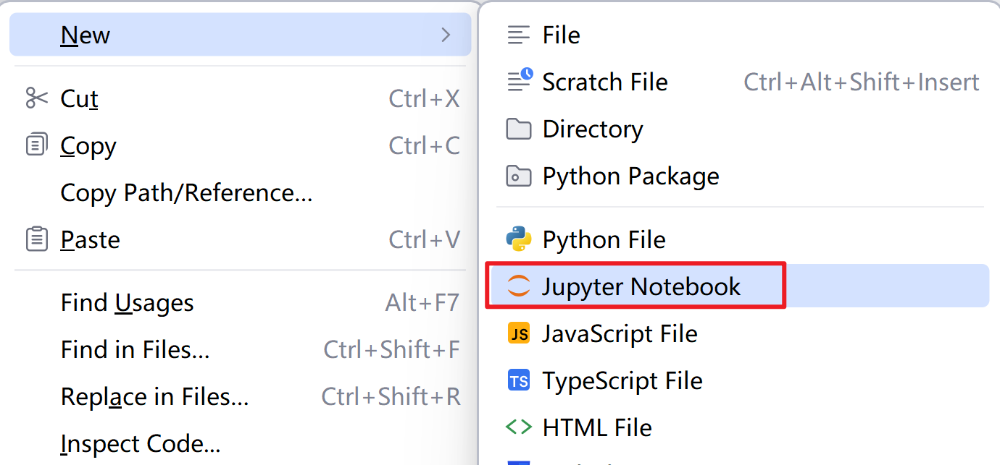 New
Cut Ctrl+X
Copy Ctrl+C
Copy Path/Reference...
Paste Ctrl+V
Find Usages Alt+F7
Find in Files... Ctrl+Shift+F
Replace in Files... Ctrl+Shift+R
Inspect Code...
File
Scratch File Ctrl+Alt+Shift+Insert
Directory
Python Package
Python File
Jupyter Notebook
JS JavaScript File
TS TypeScript File
HTML File